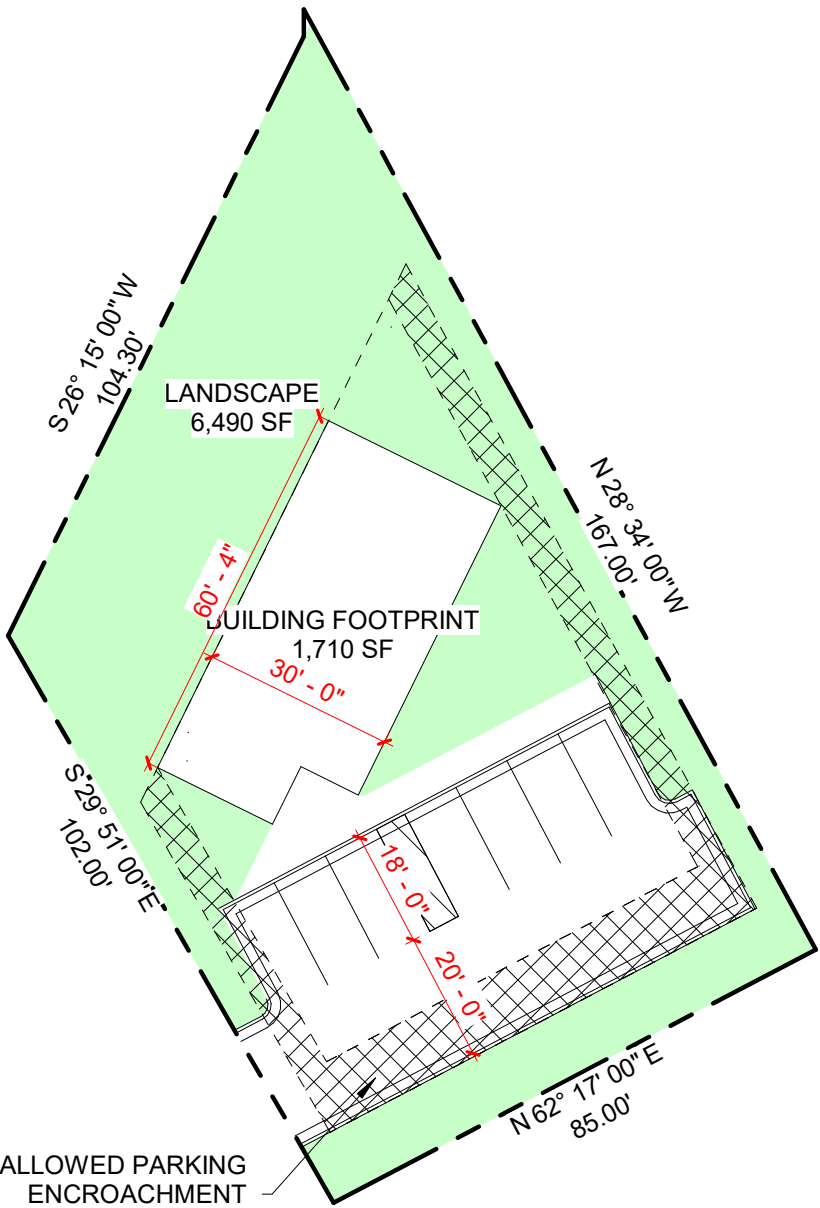 S 26° 15' 00" W
104.30'
LANDSCAPE
6,490 SF
N 28° 34' 00" W
167.00'
60' - 4"
BUILDING FOOTPRINT
1,710 SF
30' - 0"
S 29° 51' 00" E
102.00'
18' - 0"
20' - 0"
N 62° 17' 00" E
85.00'
ALLOWED PARKING
ENCROACHMENT